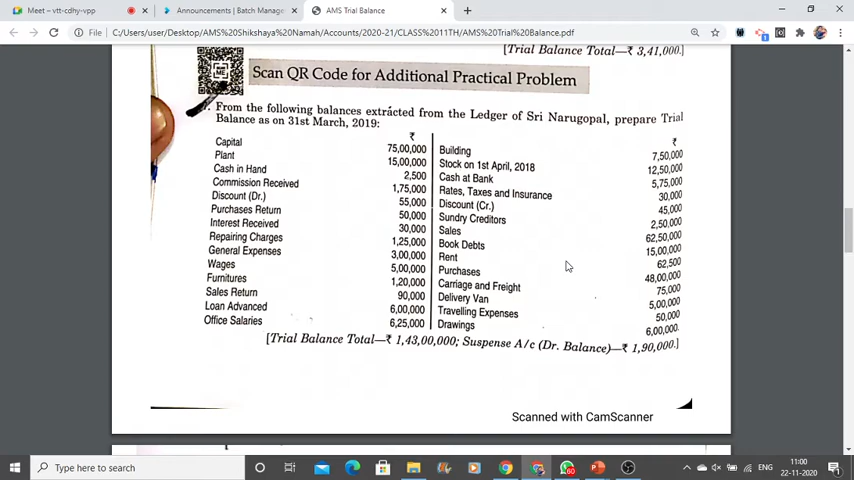 Meet – vtt-cdhy-vpp
Announcements | Batch Manage
AMS Trial Balance
File | C:/Users/user/Desktop/AMS%20Shikshaya%20Namah/Accounts/2020-21/CLASS%2011TH/AMS%20Trial%20Balance.pdf
[Trial Balance Total—₹ 3,41,000.]
Scan QR Code for Additional Practical Problem
From the following balances extracted from the Ledger of Sri Narugopal, prepare Trial
Balance as on 31st March, 2019:
₹ ₹
Capital 75,00,000 Building 7,50,000
Plant 15,00,000 Stock on 1st April, 2018 12,50,000
Cash in Hand 2,500 Cash at Bank 5,75,000
Commission Received 1,75,000 Rates, Taxes and Insurance 30,000
Discount (Dr.) 55,000 Discount (Cr.) 45,000
Purchases Return 50,000 Sundry Creditors 2,50,000
Interest Received 30,000 Sales 62,50,000
Repairing Charges 1,25,000 Book Debts 15,00,000
General Expenses 3,00,000 Rent 62,500
Wages 5,00,000 Purchases 48,00,000
Furnitures 1,20,000 Carriage and Freight 75,000
Sales Return 90,000 Delivery Van 5,00,000
Loan Advanced 6,00,000 Travelling Expenses 50,000
Office Salaries 6,25,000 Drawings 6,00,000.
[Trial Balance Total—₹ 1,43,00,000; Suspense A/c (Dr. Balance)—₹ 1,90,000.]
Scanned with CamScanner
Type here to search
60
ENG
11:00
22-11-2020